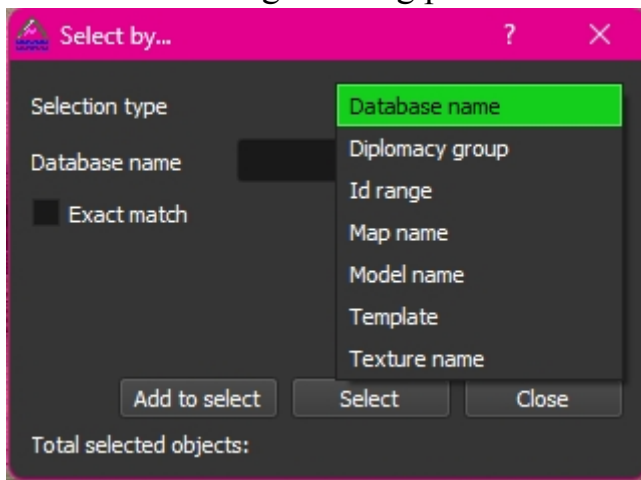 Select by... ? ×
Selection type
Database name
Diplomacy group
Id range
Map name
Model name
Template
Texture name
Database name
Exact match
Add to select Select Close
Total selected objects: